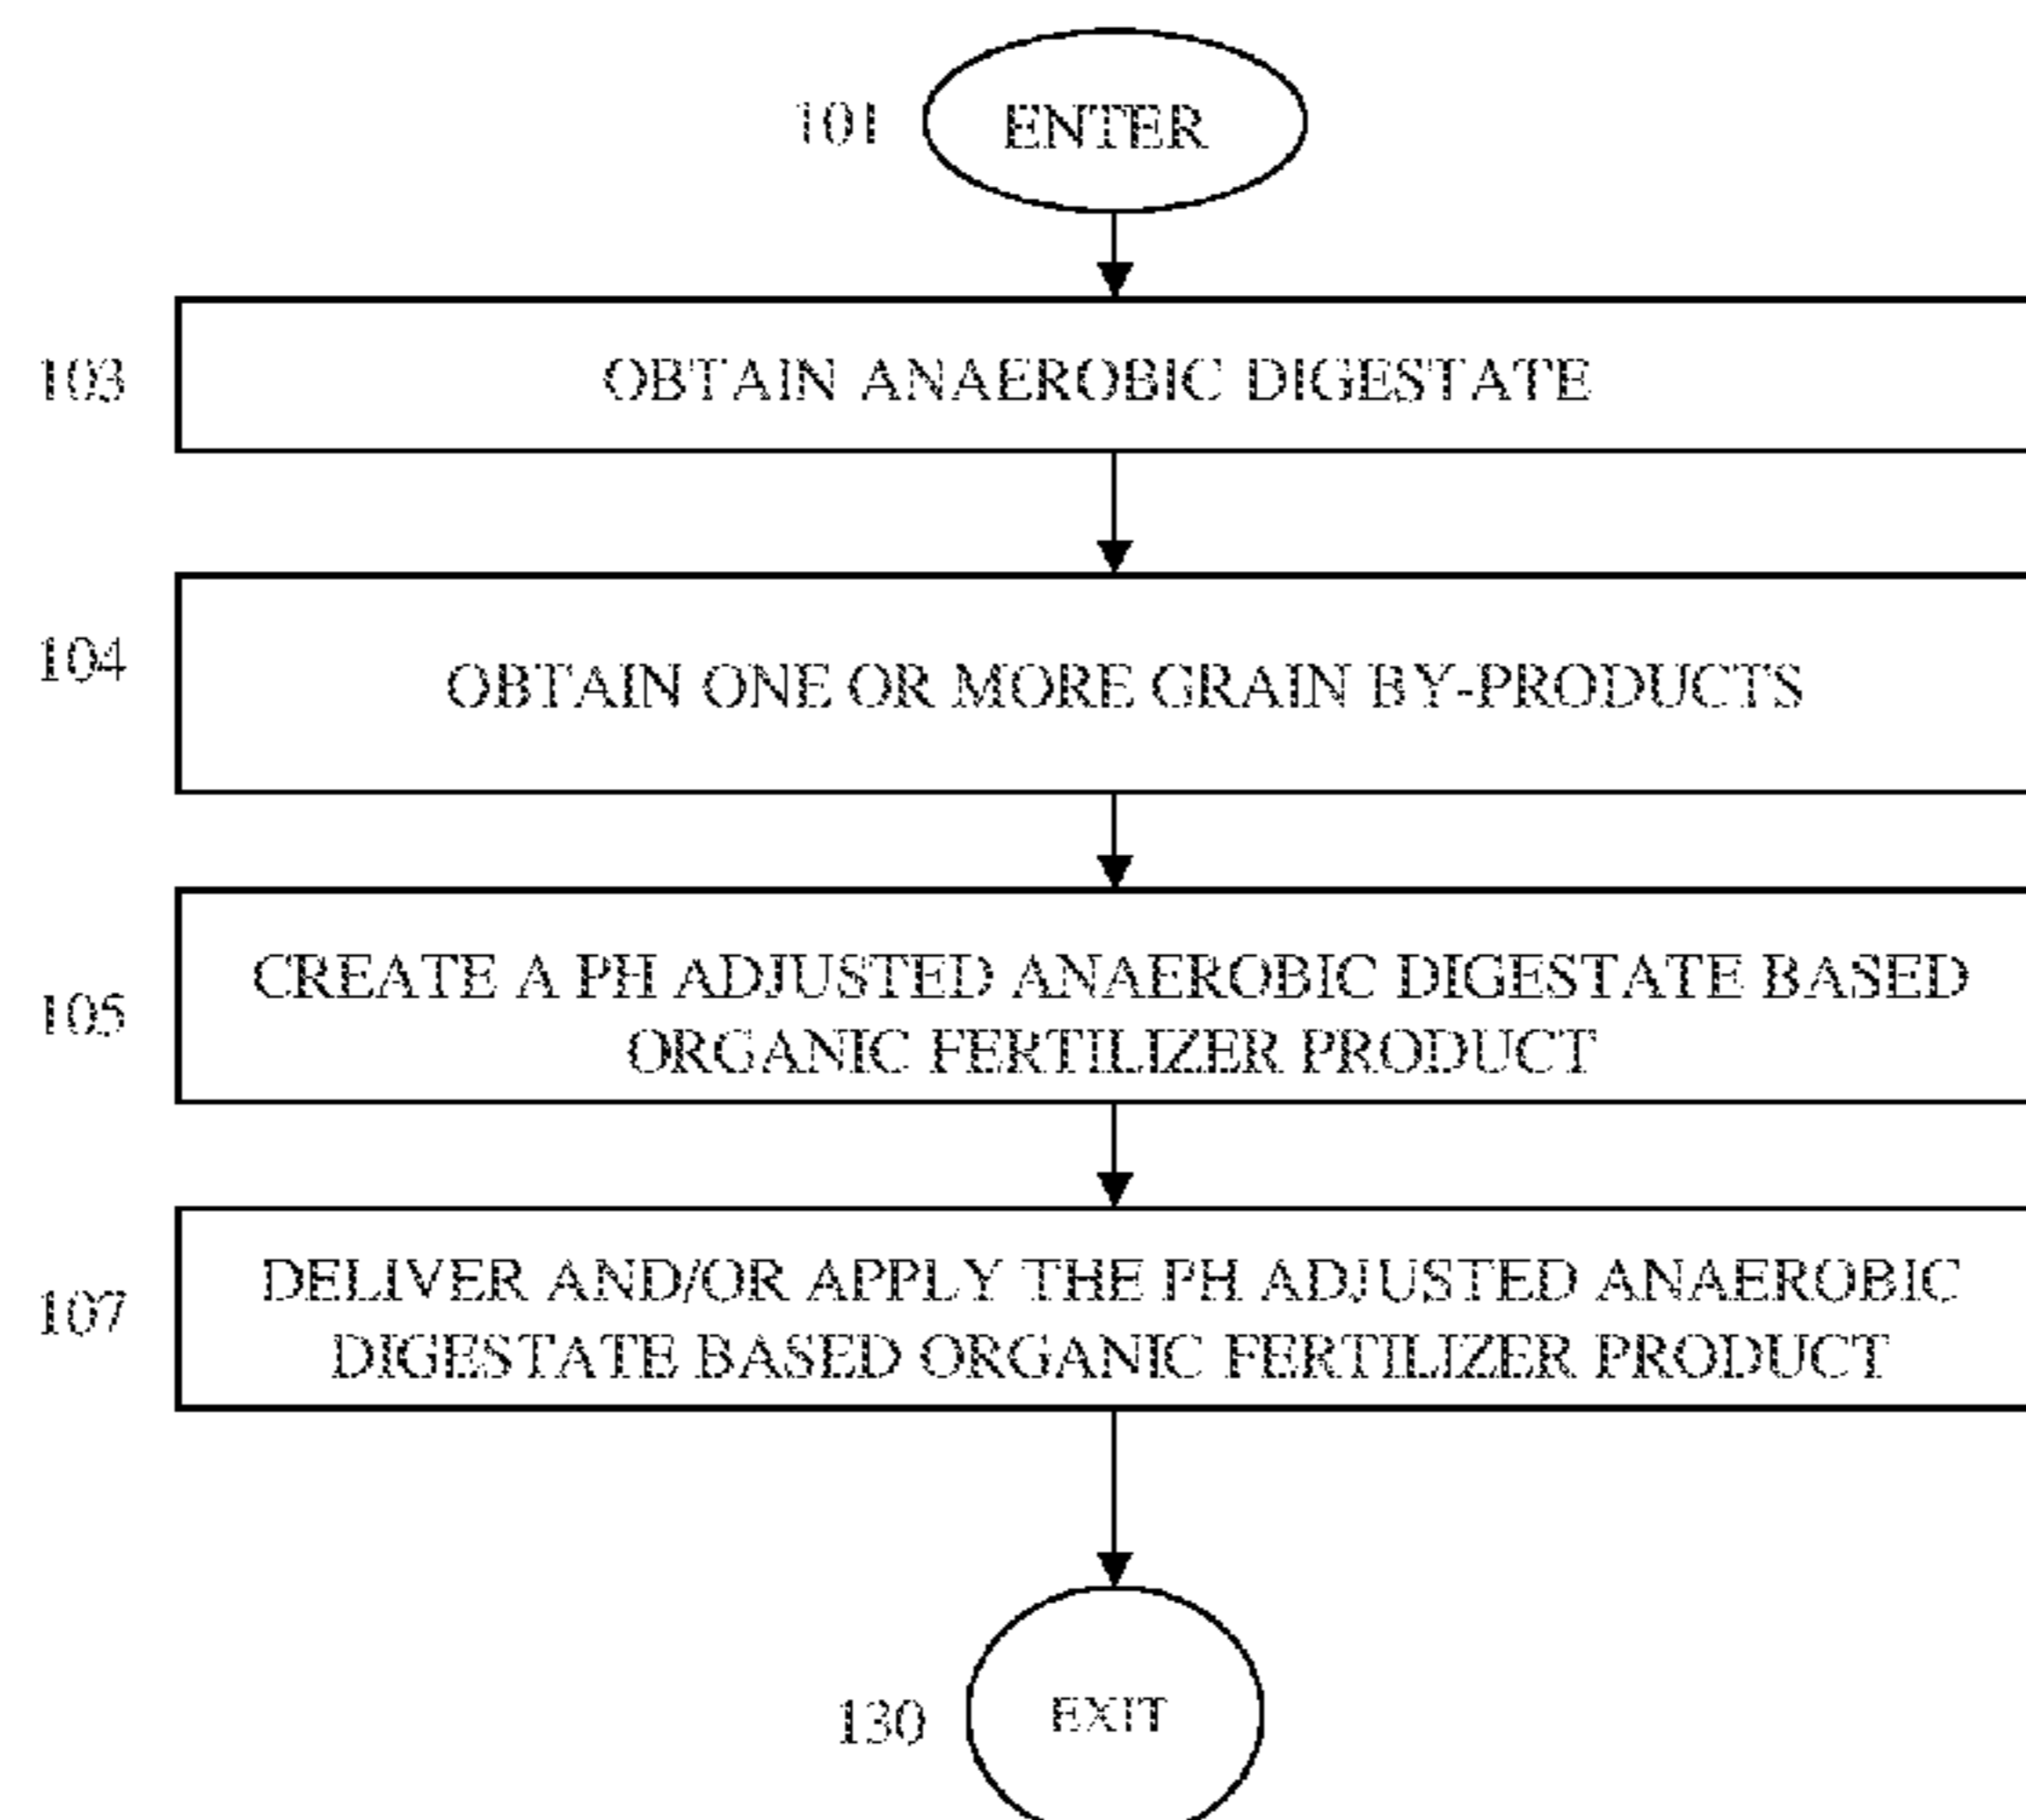 101 ENTER
103 OBTAIN ANAEROBIC DIGESTATE
104 OBTAIN ONE OR MORE GRAIN BY-PRODUCTS
CREATE A PH ADJUSTED ANAEROBIC DIGESTATE BASED
105
ORGANIC FERTILIZER PRODUCT
DELIVER AND/OR APPLY THE PH ADJUSTED ANAEROBIC
107
DIGESTATE BASED ORGANIC FERTILIZER PRODUCT
130 EXIT